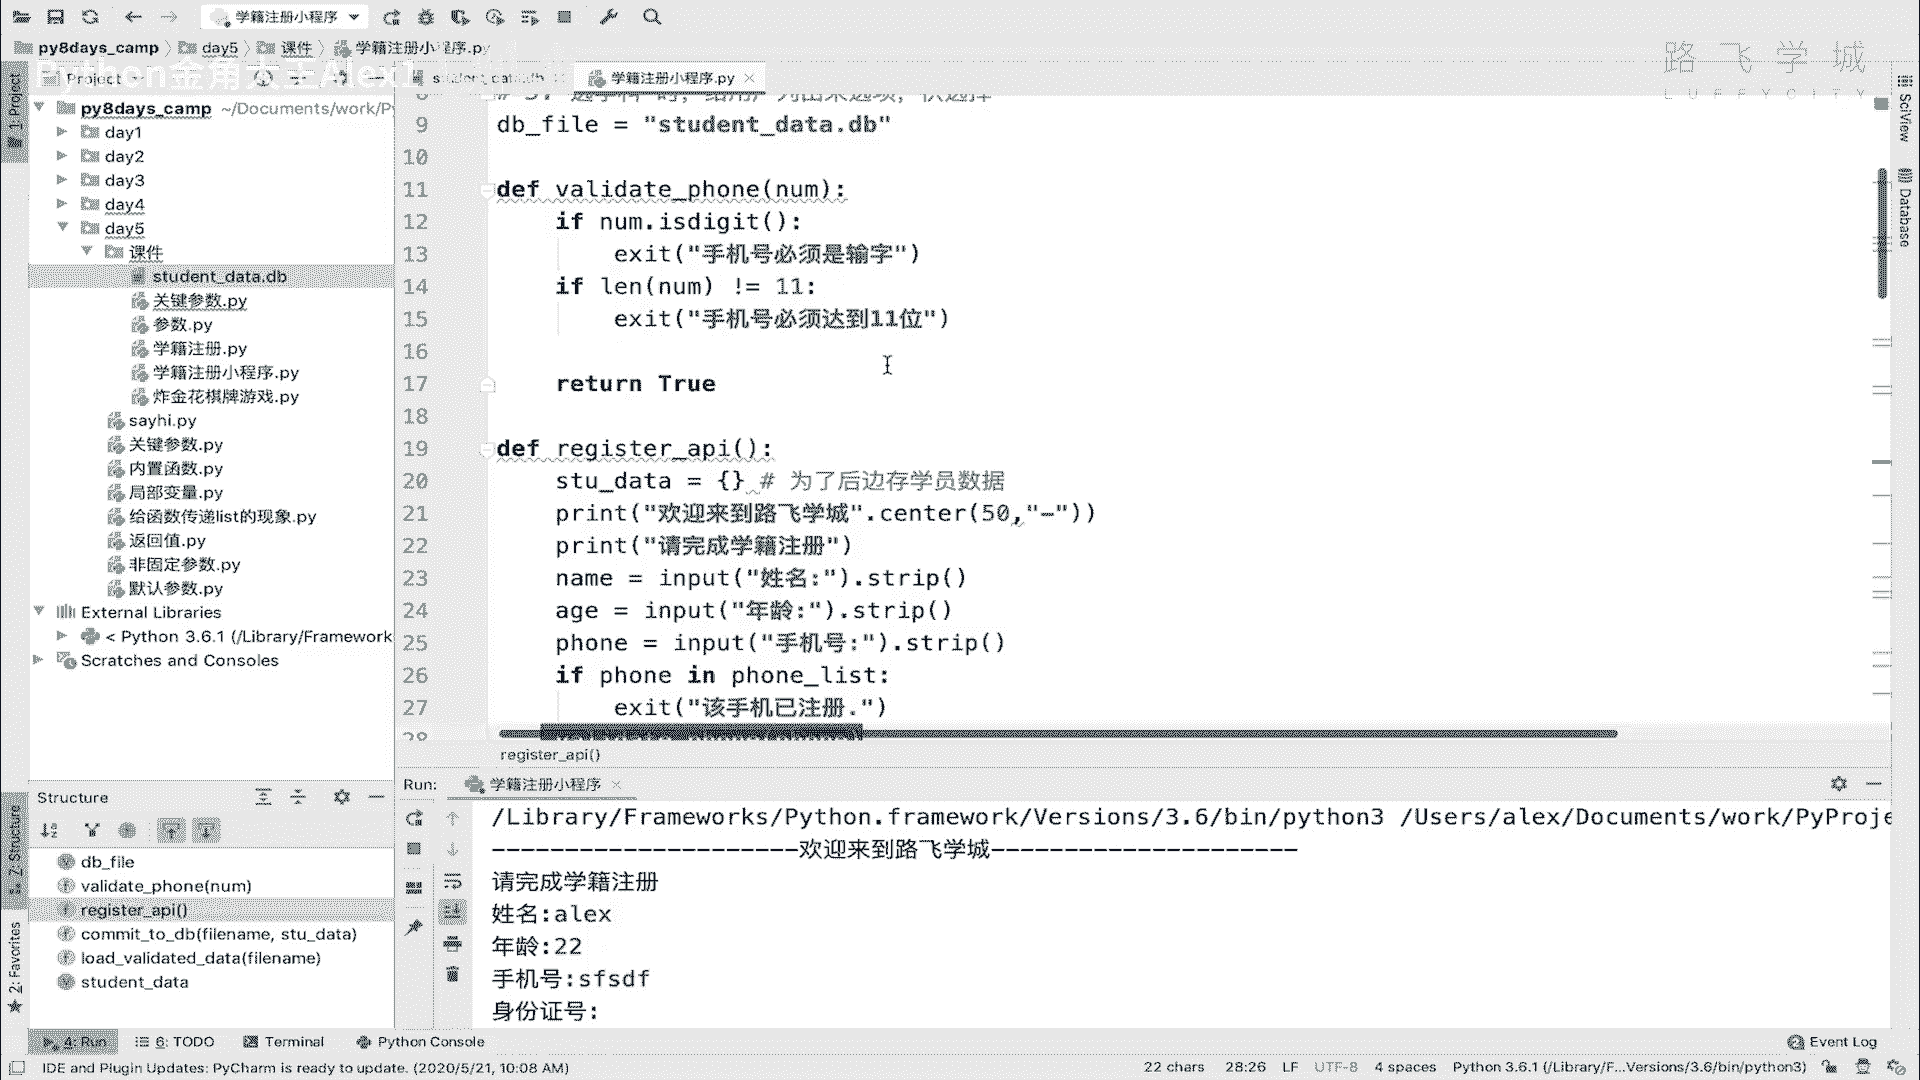 学籍注册小程序
py8days_camp day5 课件 学籍注册小程序.py
Python金角大王Alex1
路飞学城
LUFFYCITY
1: Project
Project
学籍注册小程序.py
py8days_camp ~/Documents/work/P
day1
day2
day3
day4
day5
课件
student_data.db
关键参数.py
参数.py
学籍注册.py
学籍注册小程序.py
炸金花棋牌游戏.py
sayhi.py
关键参数.py
内置函数.py
局部变量.py
给函数传递list的现象.py
返回值.py
非固定参数.py
默认参数.py
External Libraries
< Python 3.6.1 (/Library/Framework
Scratches and Consoles
9 db_file = "student_data.db"
10
11 def validate_phone(num):
12 if num.isdigit():
13 exit("手机号必须是输字")
14 if len(num) != 11:
15 exit("手机号必须达到11位")
16
17 return True
18
19 def register_api():
20 stu_data = {} # 为了后边存学员数据
21 print("欢迎来到路飞学城".center(50,"-"))
22 print("请完成学籍注册")
23 name = input("姓名:").strip()
24 age = input("年龄:").strip()
25 phone = input("手机号:").strip()
26 if phone in phone_list:
27 exit("该手机已注册.")
28
register_api()
SciView
Database
Structure
db_file
validate_phone(num)
register_api()
commit_to_db(filename, stu_data)
load_validated_data(filename)
student_data
Z: Structure
2: Favorites
Run: 学籍注册小程序
/Library/Frameworks/Python.framework/Versions/3.6/bin/python3 /Users/alex/Documents/work/PyProje
---------------------欢迎来到路飞学城---------------------
请完成学籍注册
姓名:alex
年龄:22
手机号:sfsdf
身份证号:
4: Run 6: TODO Terminal Python Console Event Log
IDE and Plugin Updates: PyCharm is ready to update. (2020/5/21, 10:08 AM) 22 chars 28:26 LF UTF-8 4 spaces Python 3.6.1 (/Library/F...Versions/3.6/bin/python3)